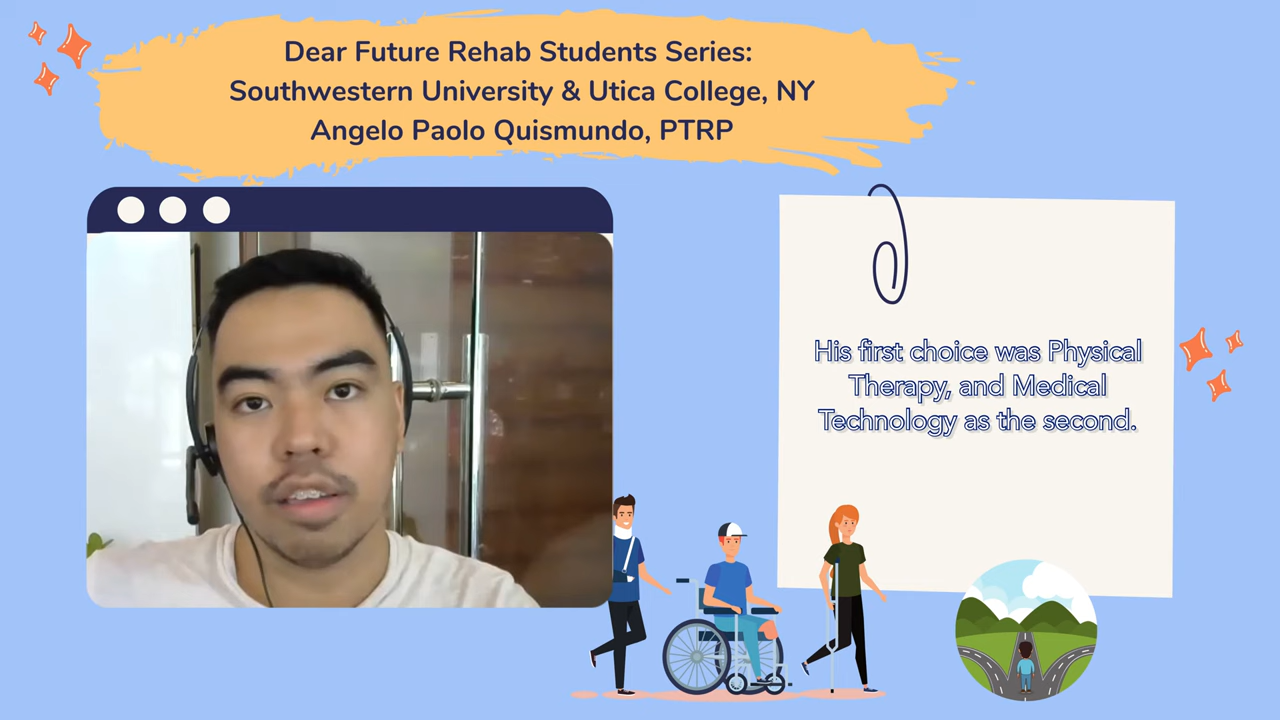 Dear Future Rehab Students Series:
Southwestern University & Utica College, NY
Angelo Paolo Quismundo, PTRP
His first choice was Physical
Therapy, and Medical
Technology as the second.